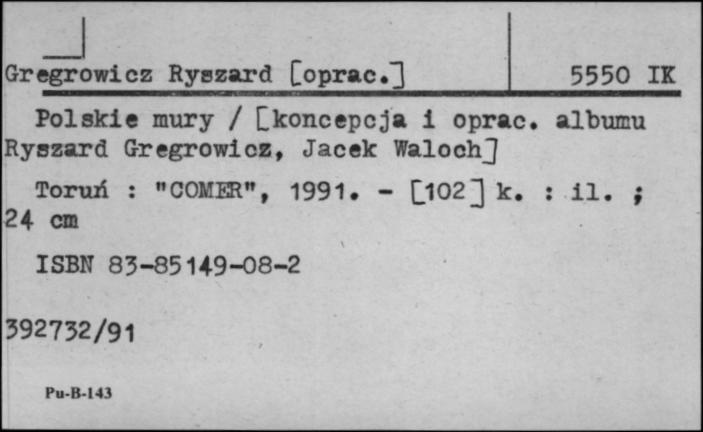 Gregrowicz Ryszard [oprac.] 5550 IK
Polskie mury / [koncepcja i oprac. albumu
Ryszard Gregrowicz, Jacek Waloch]
Toruń : "COMER", 1991. - [102] k. : il. ;
24 cm
ISBN 83-85149-08-2
392732/91
Pu-B-143